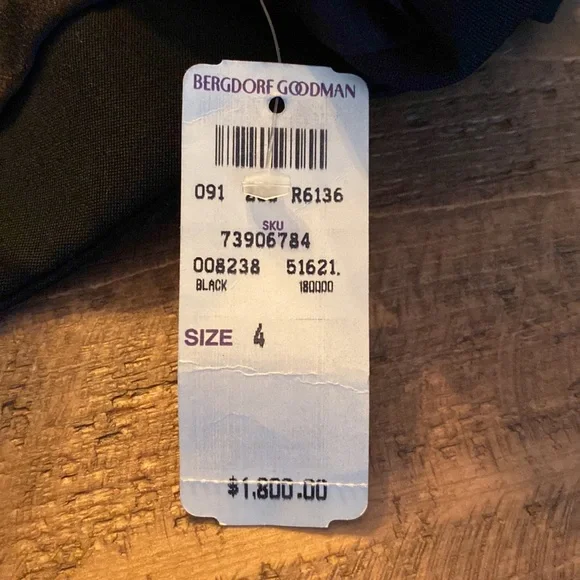 BERGDORF GOODMAN
091 R6136
SKU
73906784
008238 51621.
BLACK 180000
SIZE 4
$1,800.00